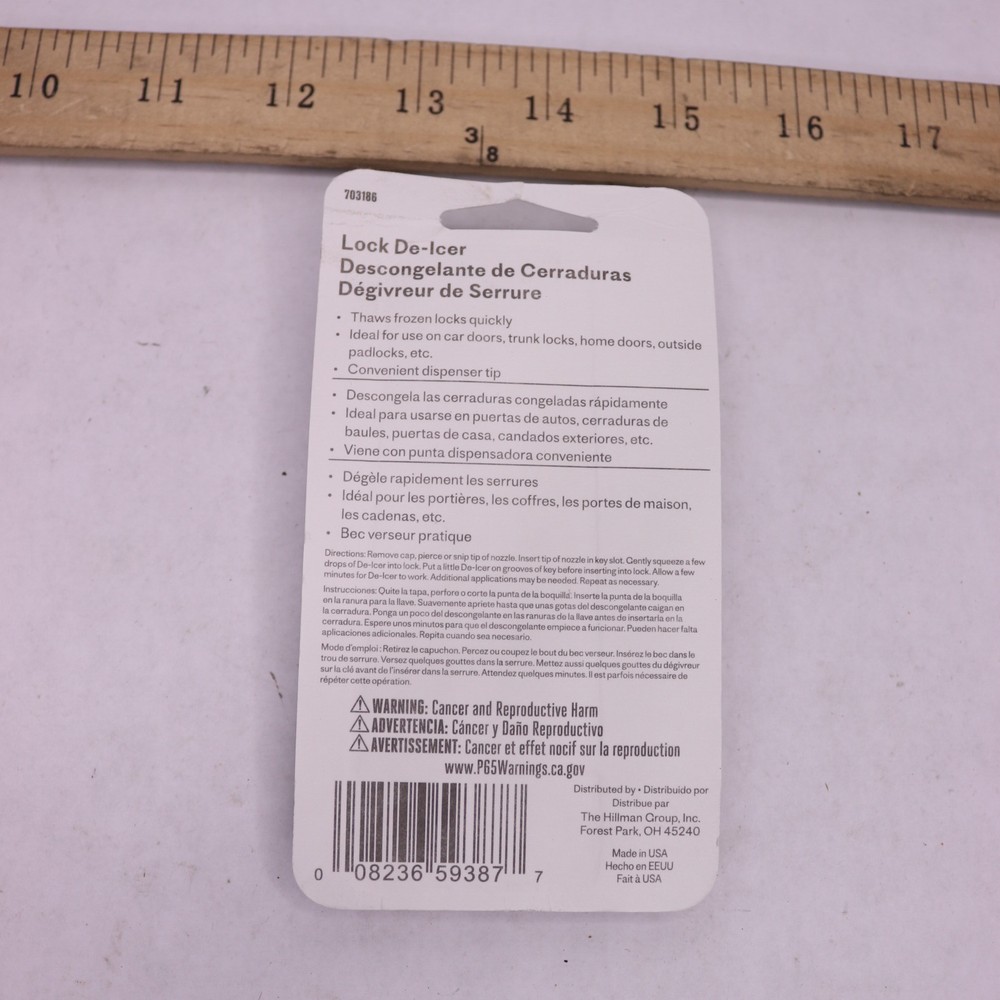 10 11 12 13 14 15 16 17
3/8
703186
Lock De-Icer
Descongelante de Cerraduras
Dégivreur de Serrure
• Thaws frozen locks quickly
• Ideal for use on car doors, trunk locks, home doors, outside
padlocks, etc.
• Convenient dispenser tip
• Descongela las cerraduras congeladas rápidamente
• Ideal para usarse en puertas de autos, cerraduras de
baules, puertas de casa, candados exteriores, etc.
• Viene con punta dispensadora conveniente
• Dégèle rapidement les serrures
• Idéal pour les portières, les coffres, les portes de maison,
les cadenas, etc.
• Bec verseur pratique
Directions: Remove cap, pierce or snip tip of nozzle. Insert tip of nozzle in key slot. Gently squeeze a few
drops of De-Icer into lock. Put a little De-Icer on grooves of key before inserting into lock. Allow a few
minutes for De-Icer to work. Additional applications may be needed. Repeat as necessary.
Instrucciones: Quite la tapa, perfore o corte la punta de la boquilla. Inserte la punta de la boquilla
en la ranura para la llave. Suavemente apriete hasta que unas gotas del descongelante caigan en
la cerradura. Ponga un poco del descongelante en las ranuras de la llave antes de insertarla en la
cerradura. Espere unos minutos para que el descongelante empiece a funcionar. Pueden hacer falta
aplicaciones adicionales. Repita cuando sea necesario.
Mode d'emploi : Retirez le capuchon. Percez ou coupez le bout du bec verseur. Insérez le bec dans le
trou de serrure. Versez quelques gouttes dans la serrure. Mettez aussi quelques gouttes du dégivreur
sur la clé avant de l'insérer dans la serrure. Attendez quelques minutes. Il est parfois nécessaire de
répéter cette opération.
⚠ WARNING: Cancer and Reproductive Harm
⚠ ADVERTENCIA: Cáncer y Daño Reproductivo
⚠ AVERTISSEMENT: Cancer et effet nocif sur la reproduction
www.P65Warnings.ca.gov
Distributed by • Distribuido por
Distribue par
The Hillman Group, Inc.
Forest Park, OH 45240
Made in USA
Hecho en EEUU
Fait à USA
0 08236 59387 7